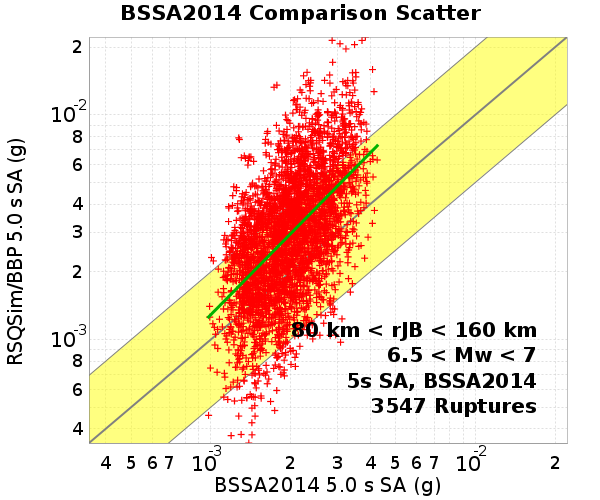 BSSA2014 Comparison Scatter
RSQSim/BBP 5.0 s SA (g)
2
10-2
8
6
4
3
2
10-3
8
6
4
80 km < rJB < 160 km
6.5 < Mw < 7
5s SA, BSSA2014
3547 Ruptures
4 5 6 7 10-3 2 3 4 5 6 7 10-2 2
BSSA2014 5.0 s SA (g)